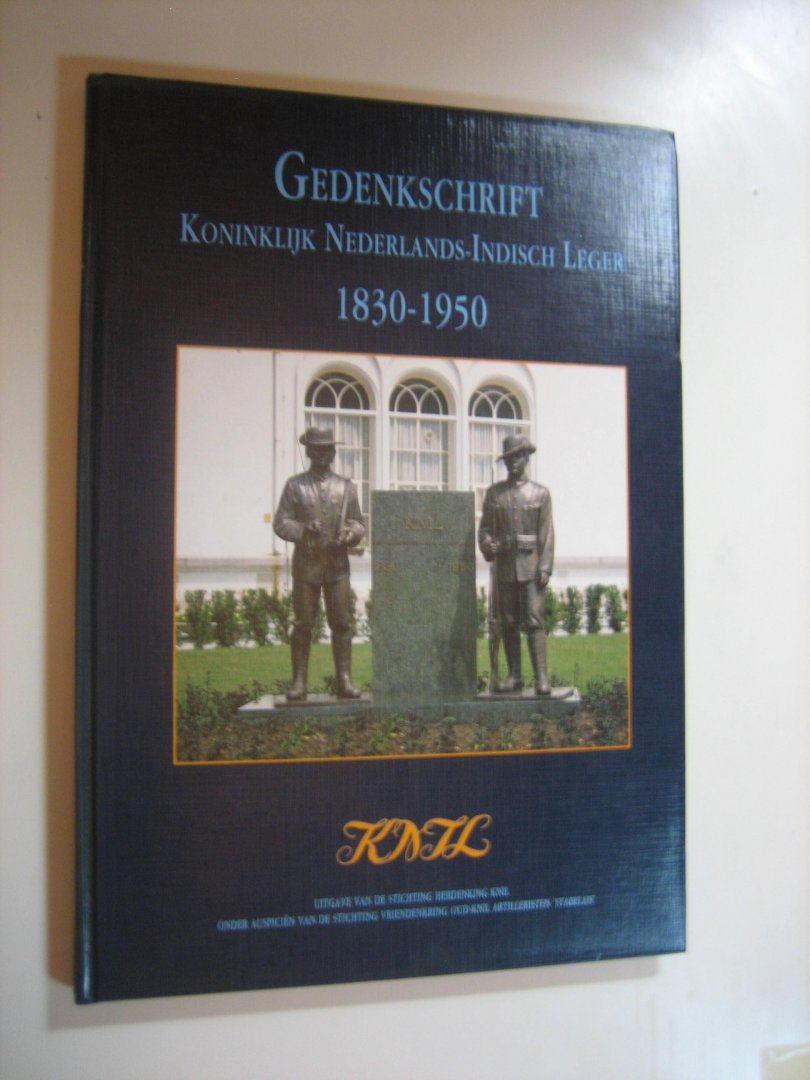 GEDENKSCHRIFT
KONINKLIJK NEDERLANDS-INDISCH LEGER
1830-1950
KNIL
KNIL
UITGAVE VAN DE STICHTING HERDENKING KNIL
ONDER AUSPICIËN VAN DE STICHTING VRIENDENKRING OUD-KNIL ARTILLERISTEN